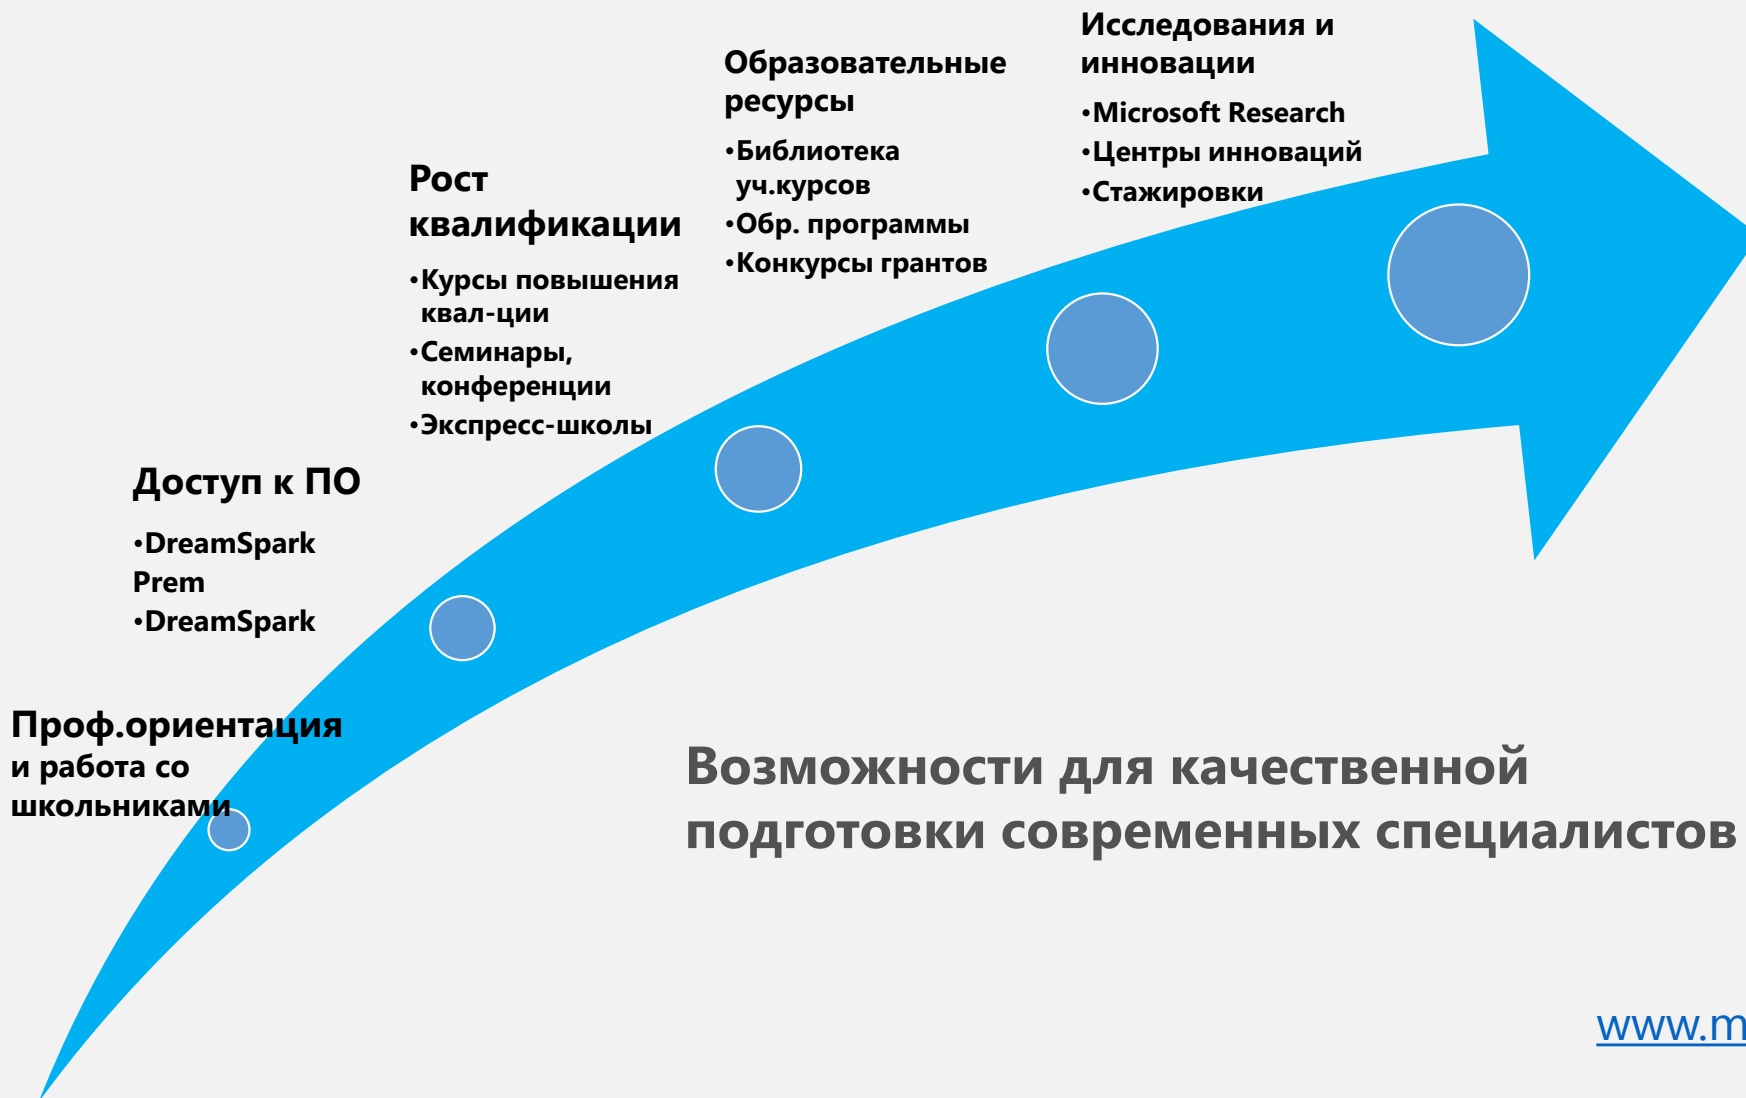 Исследования и
инновации
•Microsoft Research
•Центры инноваций
•Стажировки
Образовательные
ресурсы
•Библиотека
уч.курсов
•Обр. программы
•Конкурсы грантов
Рост
квалификации
•Курсы повышения
квал-ции
•Семинары,
конференции
•Экспресс-школы
Доступ к ПО
•DreamSpark
Prem
•DreamSpark
Проф.ориентация
и работа со
школьниками
Возможности для качественной
подготовки современных специалистов
www.m